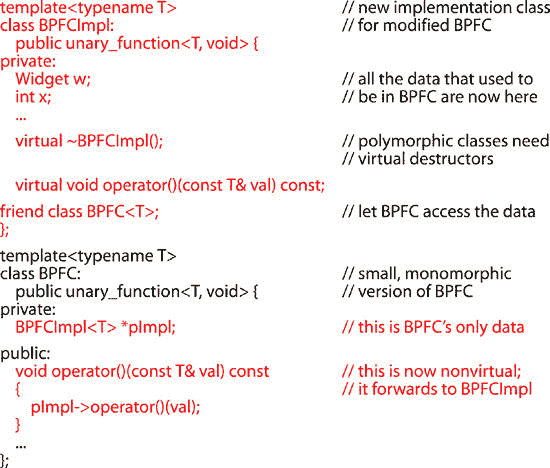 template<typename T> // new implementation class
class BPFCImpl: // for modified BPFC
public unary_function<T, void> {
private:
Widget w; // all the data that used to
int x; // be in BPFC are now here
...
virtual ~BPFCImpl(); // polymorphic classes need
// virtual destructors
virtual void operator()(const T& val) const;
friend class BPFC<T>; // let BPFC access the data
};
template<typename T>
class BPFC: // small, monomorphic
public unary_function<T, void> { // version of BPFC
private:
BPFCImpl<T> *pImpl; // this is BPFC’s only data
public:
void operator()(const T& val) const // this is now nonvirtual;
{ // it forwards to BPFCImpl
pImpl->operator()(val);
}
...
};